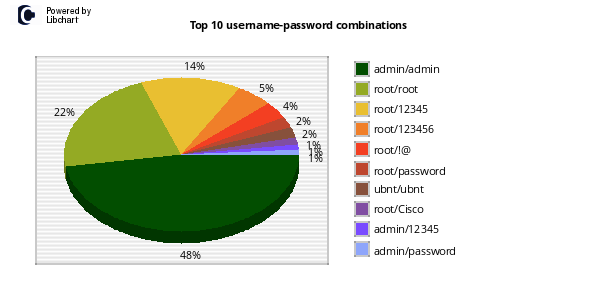 Powered by
Libchart
Top 10 username-password combinations
14%
5%
4%
2%
2%
1%
1%
1%
22%
48%
admin/admin
root/root
root/12345
root/123456
root/!@
root/password
ubnt/ubnt
root/Cisco
admin/12345
admin/password